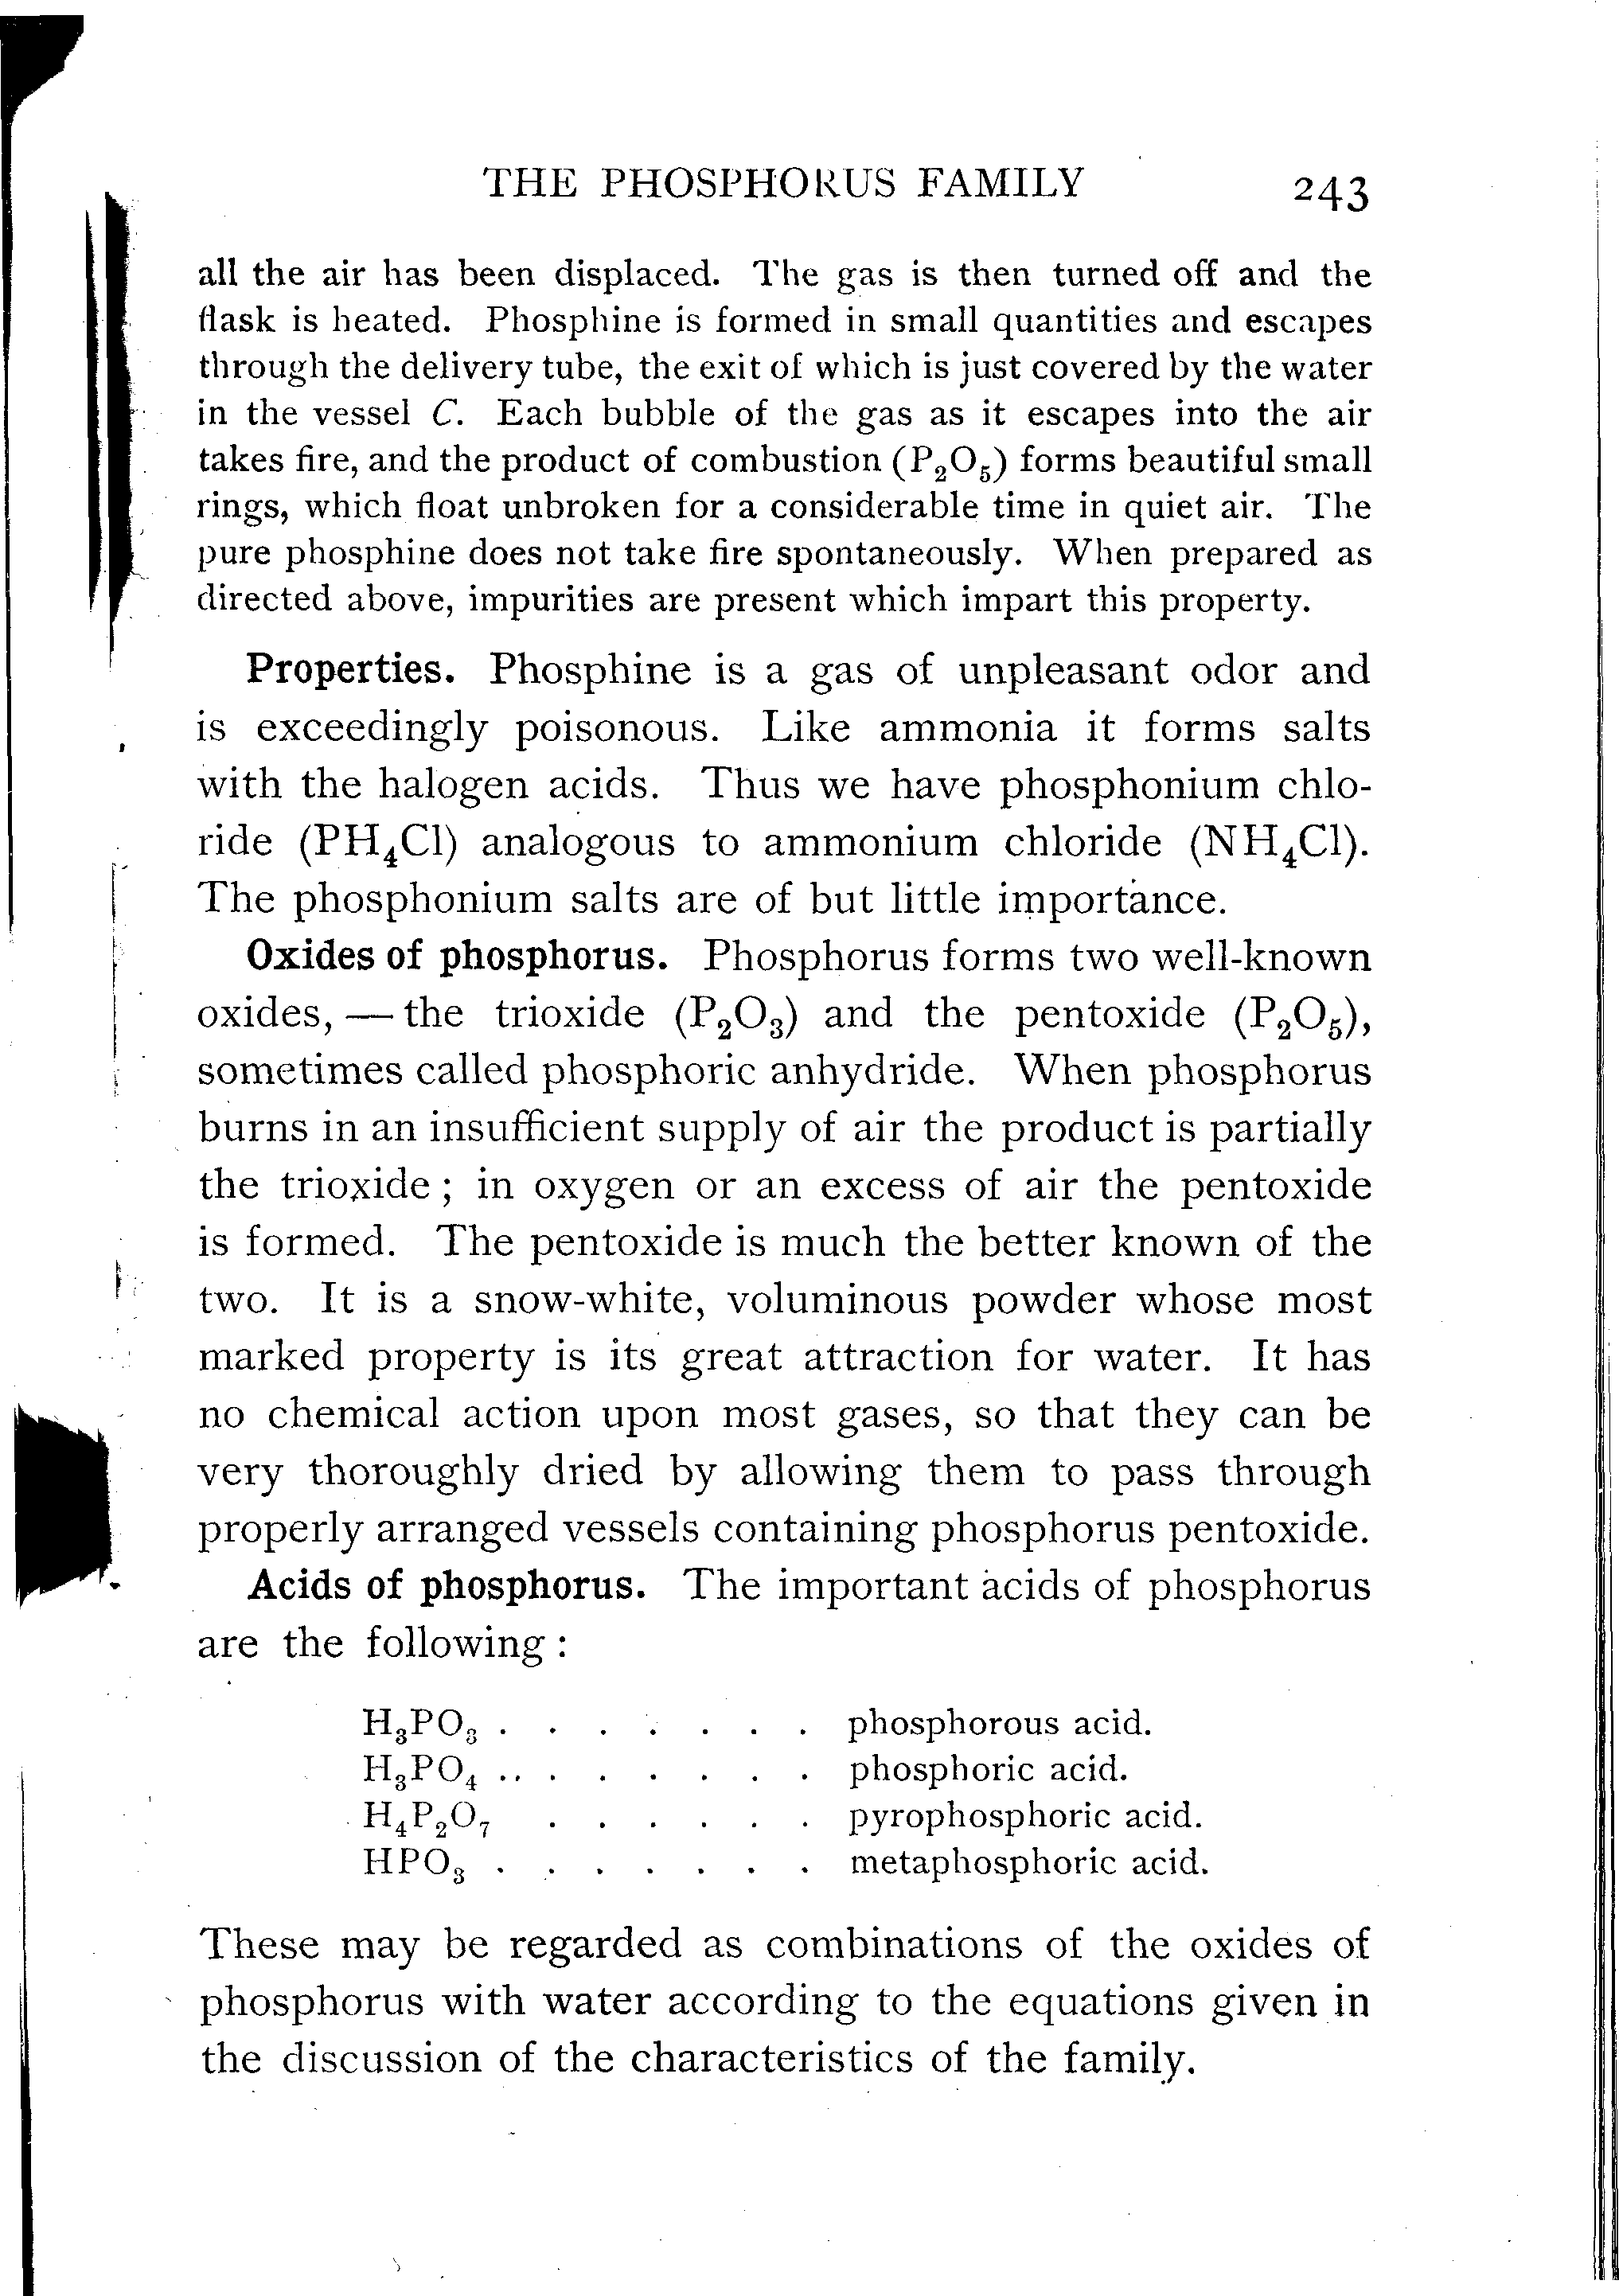 THE PHOSPHORUS FAMILY 243
all the air has been displaced. The gas is then turned off and the
flask is heated. Phosphine is formed in small quantities and escapes
through the delivery tube, the exit of which is just covered by the water
in the vessel C. Each bubble of the gas as it escapes into the air
takes fire, and the product of combustion (P₂O₅) forms beautiful small
rings, which float unbroken for a considerable time in quiet air. The
pure phosphine does not take fire spontaneously. When prepared as
directed above, impurities are present which impart this property.
Properties. Phosphine is a gas of unpleasant odor and
is exceedingly poisonous. Like ammonia it forms salts
with the halogen acids. Thus we have phosphonium chlo-
ride (PH₄Cl) analogous to ammonium chloride (NH₄Cl).
The phosphonium salts are of but little importance.
Oxides of phosphorus. Phosphorus forms two well-known
oxides, — the trioxide (P₂O₃) and the pentoxide (P₂O₅),
sometimes called phosphoric anhydride. When phosphorus
burns in an insufficient supply of air the product is partially
the trioxide; in oxygen or an excess of air the pentoxide
is formed. The pentoxide is much the better known of the
two. It is a snow-white, voluminous powder whose most
marked property is its great attraction for water. It has
no chemical action upon most gases, so that they can be
very thoroughly dried by allowing them to pass through
properly arranged vessels containing phosphorus pentoxide.
Acids of phosphorus. The important acids of phosphorus
are the following:
H₃PO₃ . . . . . . . phosphorous acid.
H₃PO₄ . . . . . . . . phosphoric acid.
H₄P₂O₇ . . . . . . pyrophosphoric acid.
HPO₃ . . . . . . . metaphosphoric acid.
These may be regarded as combinations of the oxides of
phosphorus with water according to the equations given in
the discussion of the characteristics of the family.